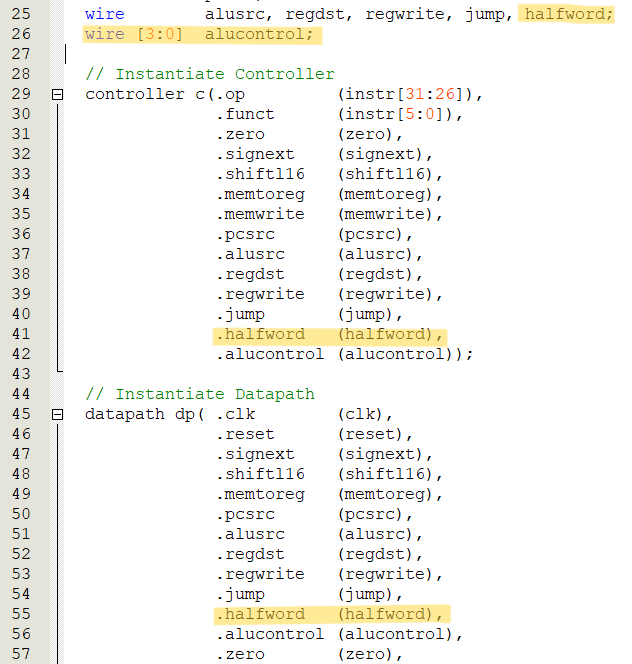 25 wire alusrc, regdst, regwrite, jump, halfword;
26 wire [3:0] alucontrol;
27
28 // Instantiate Controller
29 controller c(.op (instr[31:26]),
30 .funct (instr[5:0]),
31 .zero (zero),
32 .signext (signext),
33 .shiftl16 (shiftl16),
34 .memtoreg (memtoreg),
35 .memwrite (memwrite),
36 .pcsrc (pcsrc),
37 .alusrc (alusrc),
38 .regdst (regdst),
39 .regwrite (regwrite),
40 .jump (jump),
41 .halfword (halfword),
42 .alucontrol (alucontrol));
43
44 // Instantiate Datapath
45 datapath dp( .clk (clk),
46 .reset (reset),
47 .signext (signext),
48 .shiftl16 (shiftl16),
49 .memtoreg (memtoreg),
50 .pcsrc (pcsrc),
51 .alusrc (alusrc),
52 .regdst (regdst),
53 .regwrite (regwrite),
54 .jump (jump),
55 .halfword (halfword),
56 .alucontrol (alucontrol),
57 .zero (zero),